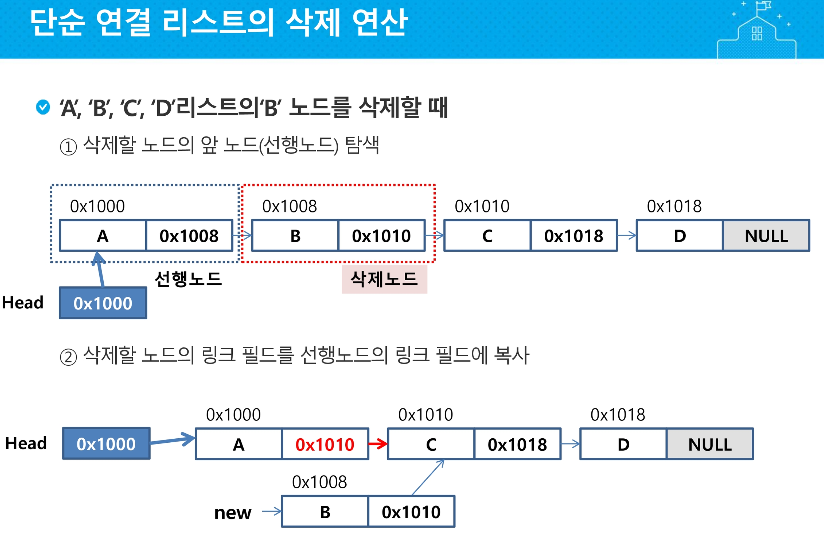 단순 연결 리스트의 삭제 연산
‘A’, ‘B’, ‘C’, ‘D’리스트의‘B’ 노드를 삭제할 때
① 삭제할 노드의 앞 노드(선행노드) 탐색
0x1000 0x1008 0x1010 0x1018
A 0x1008 B 0x1010 C 0x1018 D NULL
선행노드 삭제노드
Head 0x1000
② 삭제할 노드의 링크 필드를 선행노드의 링크 필드에 복사
0x1000 0x1010 0x1018
Head 0x1000 A 0x1010 C 0x1018 D NULL
0x1008
new B 0x1010